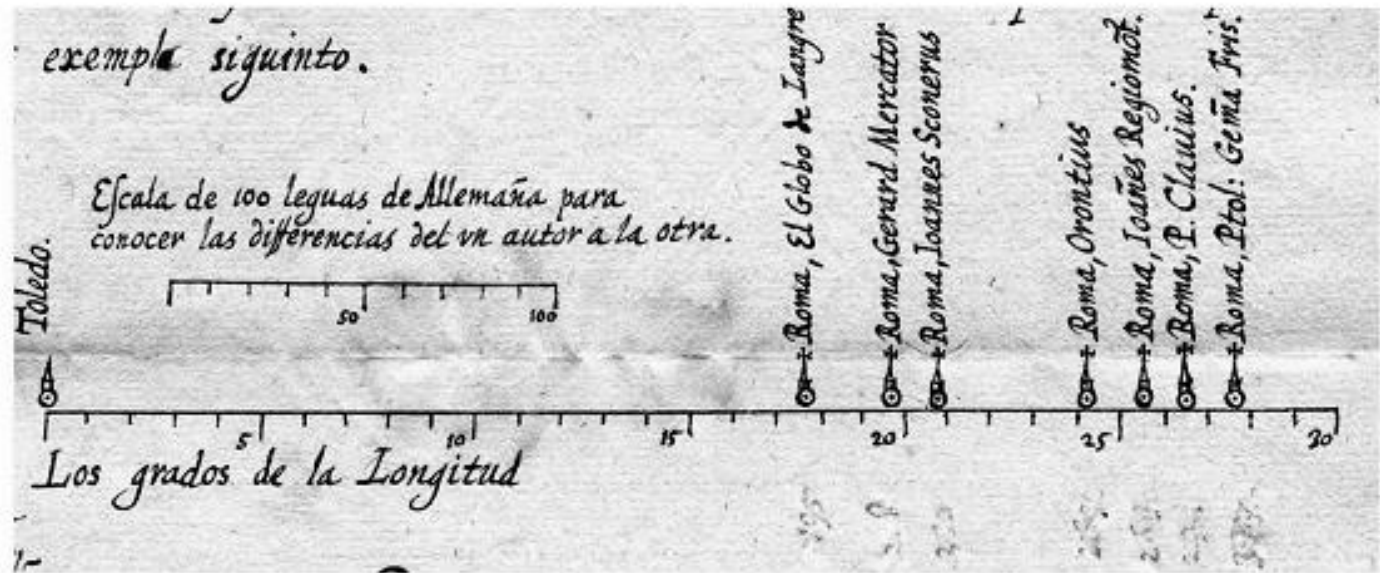 exempla siguinto.
Escala de 100 leguas de Allemaña para
conocer las differencias del vn autor a la otra.
50 100
Toledo.
Roma, El Globo de Langre
Roma, Gerard Mercator
Roma, Ioannes Sconerus
Roma, Orontius
Roma, Ioañes Regiomõt.
Roma, P. Clauius.
Roma, Ptol: Gem̃a Fris.
5 10 15 20 25 30
Los grados de la Longitud